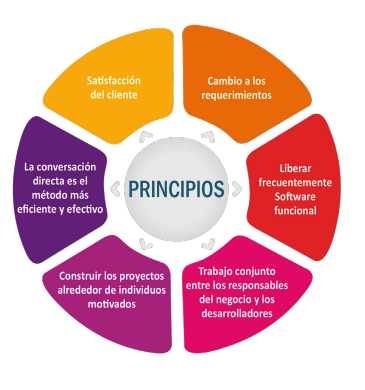 Satisfacción
del cliente
Cambio a los
requerimientos
La conversación
directa es el
método más
eficiente y efectivo
PRINCIPIOS
Liberar
frecuentemente
Software
funcional
Construir los proyectos
alrededor de individuos
motivados
Trabajo conjunto
entre los responsables
del negocio y los
desarrolladores